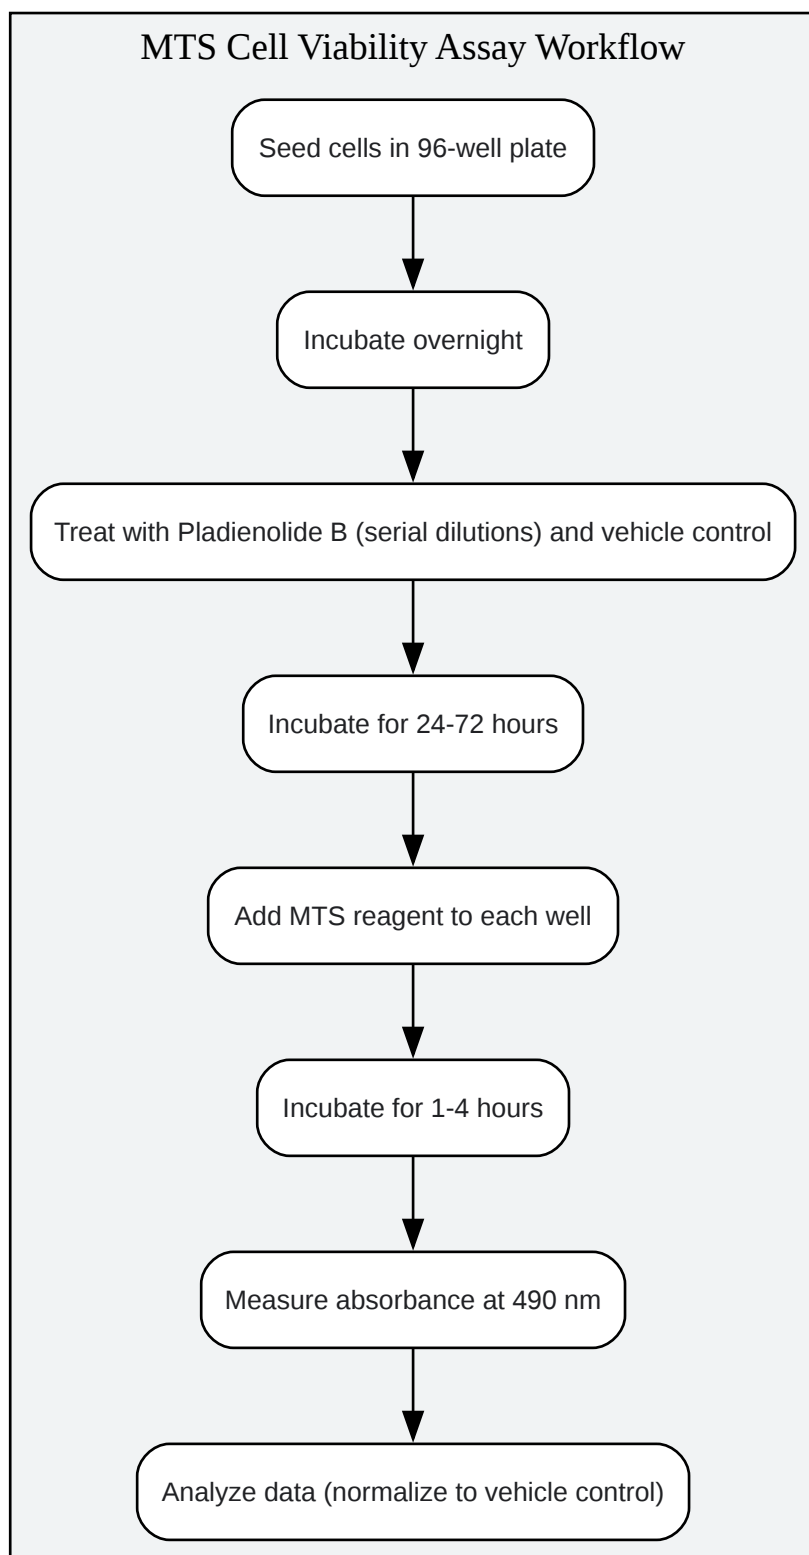 MTS Cell Viability Assay Workflow
Seed cells in 96-well plate
Incubate overnight
Treat with Pladienolide B (serial dilutions) and vehicle control
Incubate for 24-72 hours
Add MTS reagent to each well
Incubate for 1-4 hours
Measure absorbance at 490 nm
Analyze data (normalize to vehicle control)